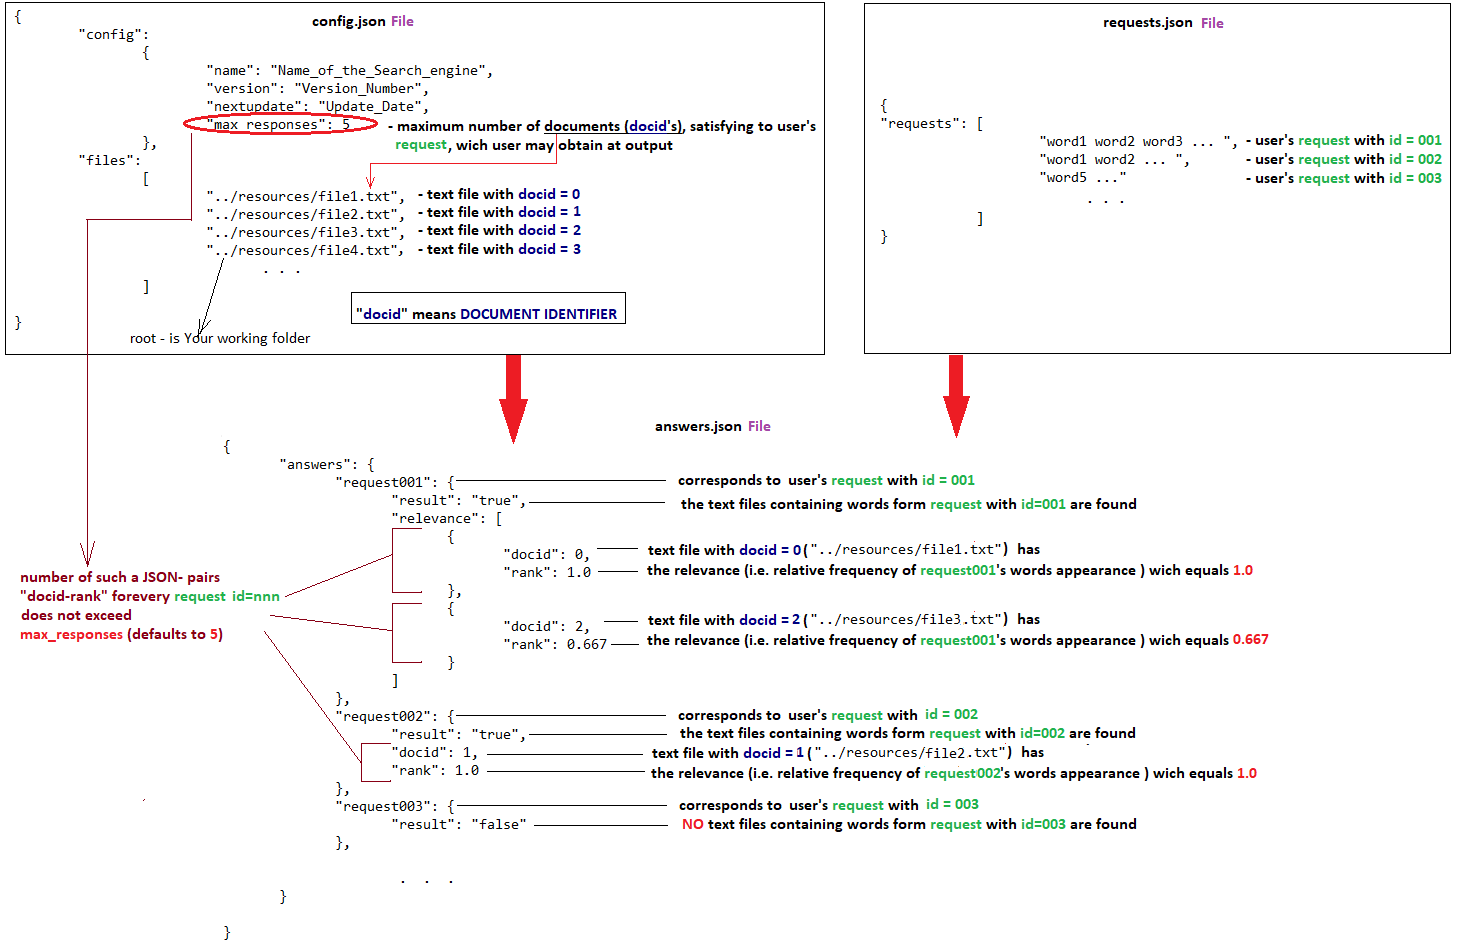 config.json File
{
"config":
{
"name": "Name_of_the_Search_engine",
"version": "Version_Number",
"nextupdate": "Update_Date",
"max_responses": 5 - maximum number of documents (docid's), satisfying to user's
request, wich user may obtain at output
},
"files":
[
"../resources/file1.txt", - text file with docid = 0
"../resources/file2.txt", - text file with docid = 1
"../resources/file3.txt", - text file with docid = 2
"../resources/file4.txt", - text file with docid = 3
. . .
]
"docid" means DOCUMENT IDENTIFIER
}
root - is Your working folder
requests.json File
{
"requests": [
"word1 word2 word3 ... ", - user's request with id = 001
"word1 word2 ... ", - user's request with id = 002
"word5 ..." - user's request with id = 003
. . .
]
}
answers.json File
{
"answers": {
"request001": { corresponds to user's request with id = 001
"result": "true", the text files containing words form request with id=001 are found
"relevance": [
{
"docid": 0, text file with docid = 0 ("../resources/file1.txt") has
"rank": 1.0 the relevance (i.e. relative frequency of request001's words appearance ) wich equals 1.0
},
{
"docid": 2, text file with docid = 2 ("../resources/file3.txt") has
"rank": 0.667 the relevance (i.e. relative frequency of request001's words appearance ) wich equals 0.667
}
]
},
number of such a JSON- pairs
"docid-rank" forevery request id=nnn
does not exceed
max_responses (defaults to 5)
"request002": { corresponds to user's request with id = 002
"result": "true", the text files containing words form request with id=002 are found
"docid": 1, text file with docid = 1 ("../resources/file2.txt") has
"rank": 1.0 the relevance (i.e. relative frequency of request002's words appearance ) wich equals 1.0
},
"request003": { corresponds to user's request with id = 003
"result": "false" NO text files containing words form request with id=003 are found
},
. . .
}
}